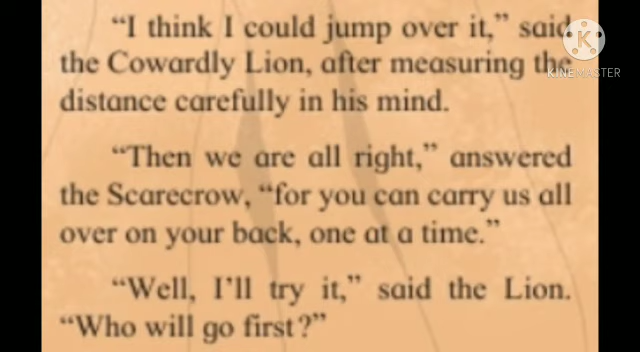 “I think I could jump over it,” said
the Cowardly Lion, after measuring the
distance carefully in his mind.
“Then we are all right,” answered
the Scarecrow, “for you can carry us all
over on your back, one at a time.”
“Well, I’ll try it,” said the Lion.
“Who will go first?”
KINEMASTER